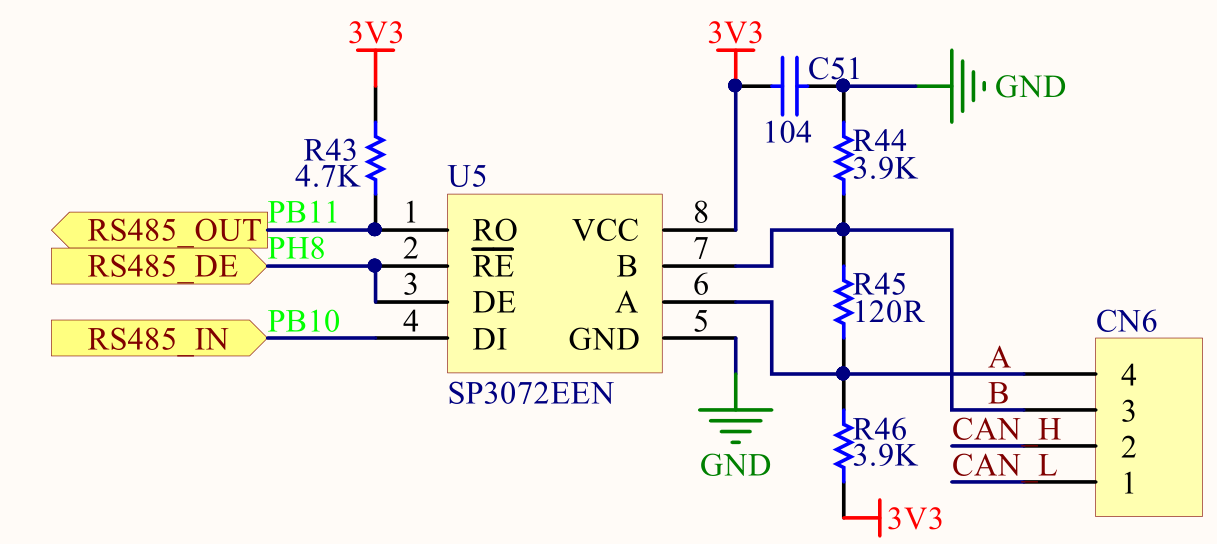 3V3
3V3
C51
GND
104
R43
4.7K
R44
3.9K
U5
RS485_OUT
PB11
1
RO
VCC
8
RS485_DE
PH8
2
RE
B
7
3
DE
A
6
R45
120R
RS485_IN
PB10
4
DI
GND
5
SP3072EEN
CN6
A
4
B
3
CAN_H
2
CAN_L
1
GND
R46
3.9K
3V3